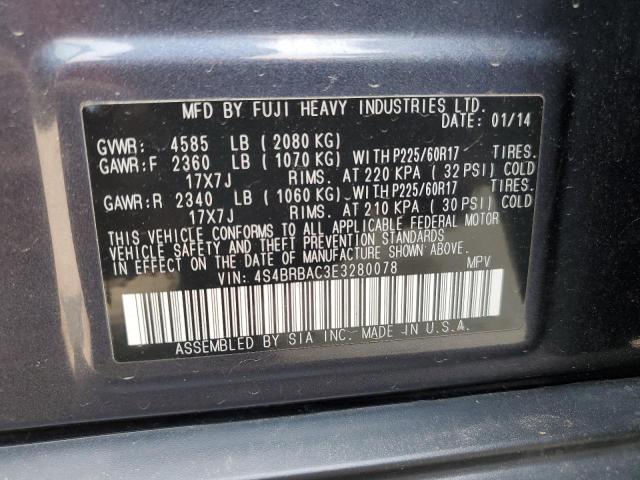 MFD BY FUJI HEAVY INDUSTRIES LTD.
DATE: 01/14
GVWR: 4585 LB ( 2080 KG)
GAWR:F 2360 LB ( 1070 KG) WITH P225/60R17 TIRES.
17X7J RIMS. AT 220 KPA ( 32 PSI) COLD
GAWR:R 2340 LB ( 1060 KG) WITH P225/60R17 TIRES.
17X7J RIMS. AT 210 KPA ( 30 PSI) COLD
THIS VEHICLE CONFORMS TO ALL APPLICABLE FEDERAL MOTOR
VEHICLE SAFETY AND THEFT PREVENTION STANDARDS
IN EFFECT ON THE DATE OF MANUFACTURE SHOWN ABOVE.
VIN: 4S4BRBAC3E3280078 MPV
ASSEMBLED BY SIA INC. MADE IN U.S.A.